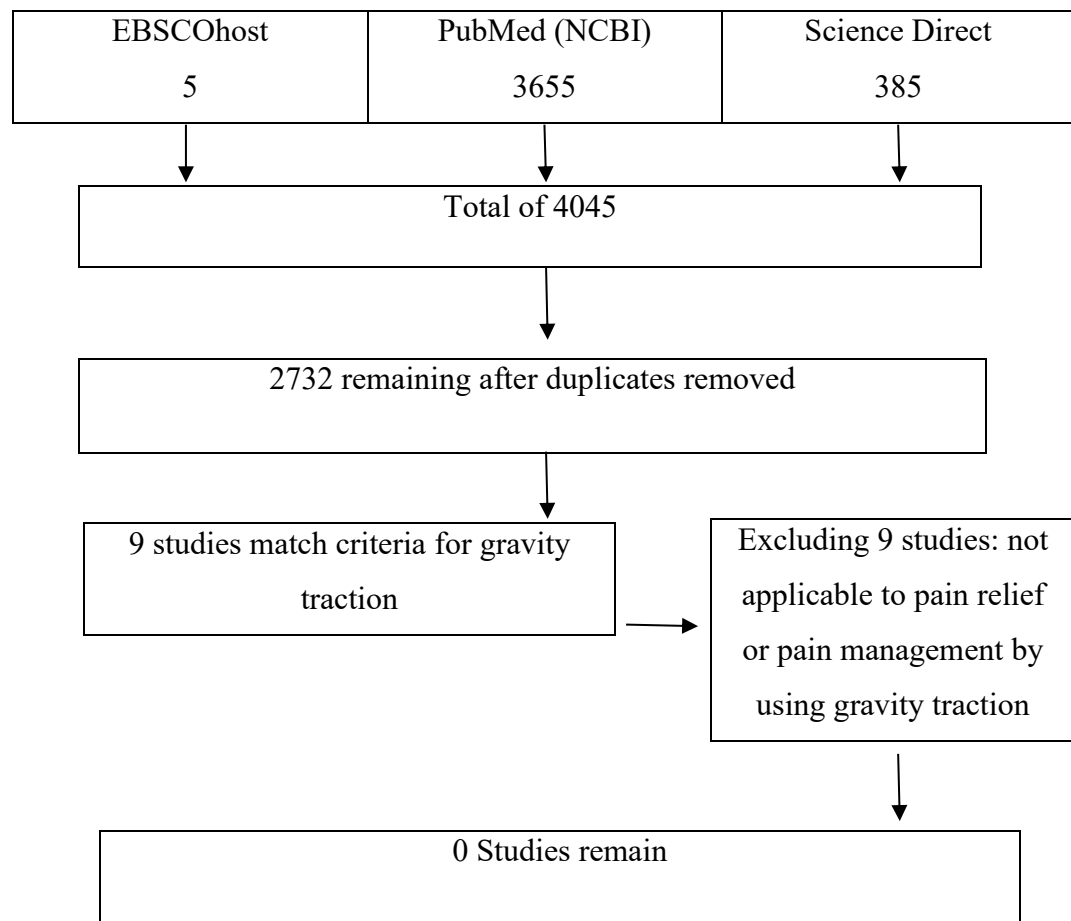 EBSCOhost
5
PubMed (NCBI)
3655
Science Direct
385
Total of 4045
2732 remaining after duplicates removed
9 studies match criteria for gravity
traction
Excluding 9 studies: not
applicable to pain relief
or pain management by
using gravity traction
0 Studies remain